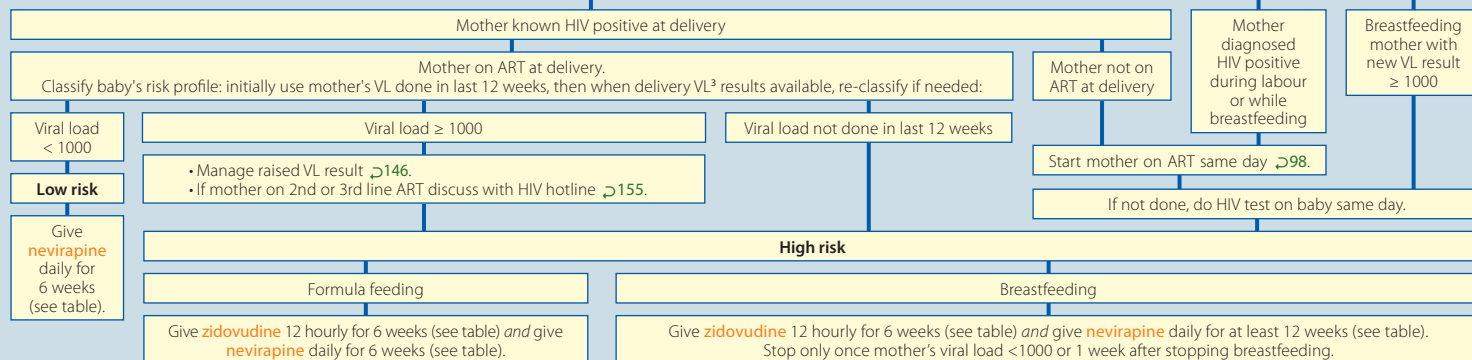 Mother known HIV positive at delivery
Mother on ART at delivery.
Classify baby's risk profile: initially use mother's VL done in last 12 weeks, then when delivery VL³ results available, re-classify if needed:
Viral load
< 1000
Low risk
Give
nevirapine
daily for
6 weeks
(see table).
Viral load ≥ 1000
• Manage raised VL result ⮌146.
• If mother on 2nd or 3rd line ART discuss with HIV hotline ⮌155.
Viral load not done in last 12 weeks
Mother not on
ART at delivery
Mother
diagnosed
HIV positive
during labour
or while
breastfeeding
Breastfeeding
mother with
new VL result
≥ 1000
Start mother on ART same day ⮌98.
If not done, do HIV test on baby same day.
High risk
Formula feeding
Give zidovudine 12 hourly for 6 weeks (see table) and give
nevirapine daily for 6 weeks (see table).
Breastfeeding
Give zidovudine 12 hourly for 6 weeks (see table) and give nevirapine daily for at least 12 weeks (see table).
Stop only once mother's viral load <1000 or 1 week after stopping breastfeeding.